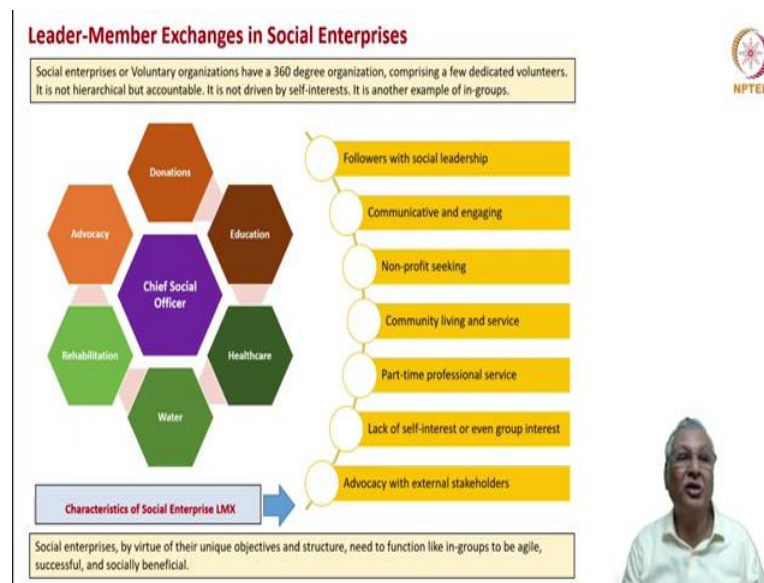 Leader-Member Exchanges in Social Enterprises
Social enterprises or Voluntary organizations have a 360 degree organization, comprising a few dedicated volunteers.
It is not hierarchical but accountable. It is not driven by self-interests. It is another example of in-groups.
NPTEL
Donations
Advocacy
Education
Chief Social
Officer
Rehabilitation
Healthcare
Water
Followers with social leadership
Communicative and engaging
Non-profit seeking
Community living and service
Part-time professional service
Lack of self-interest or even group interest
Advocacy with external stakeholders
Characteristics of Social Enterprise LMX
Social enterprises, by virtue of their unique objectives and structure, need to function like in-groups to be agile,
successful, and socially beneficial.